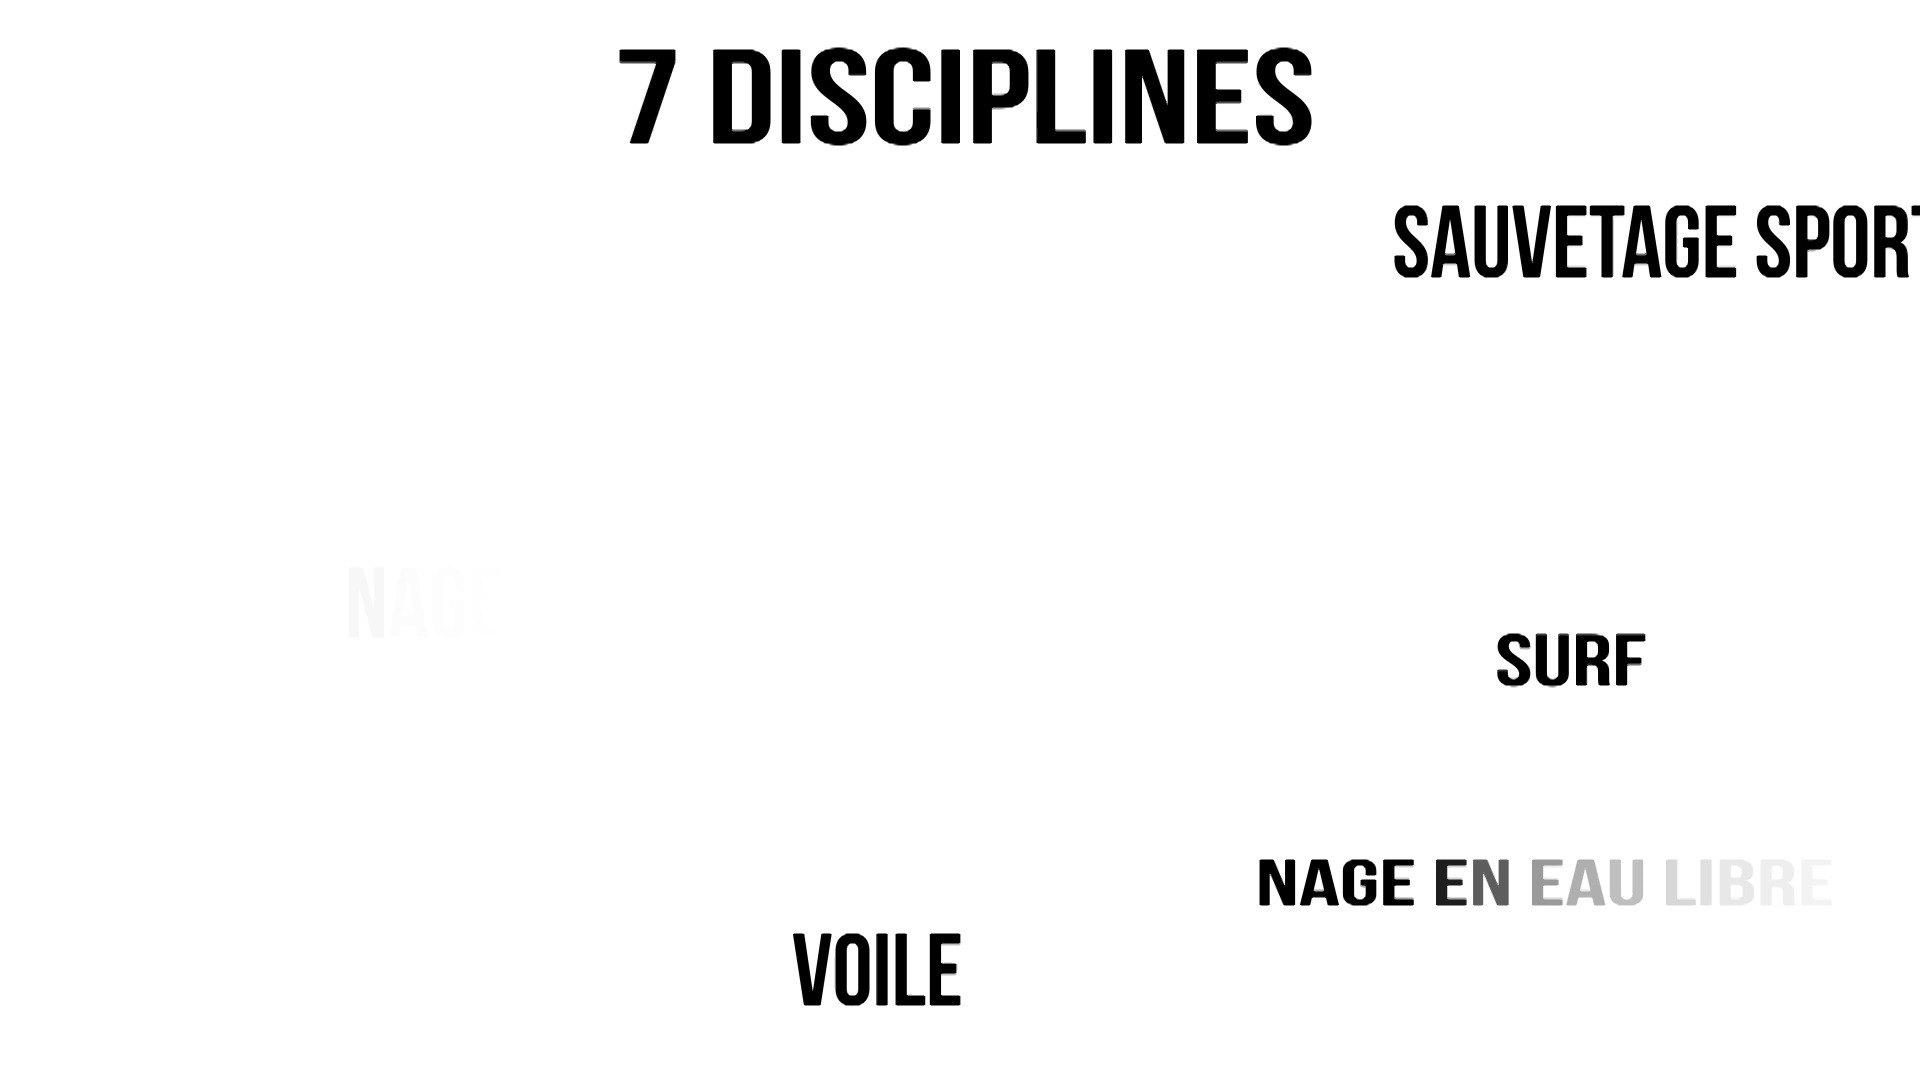 7 DISCIPLINES
SAUVETAGE SPORT
NAGE
SURF
NAGE EN EAU LIBRE
VOILE